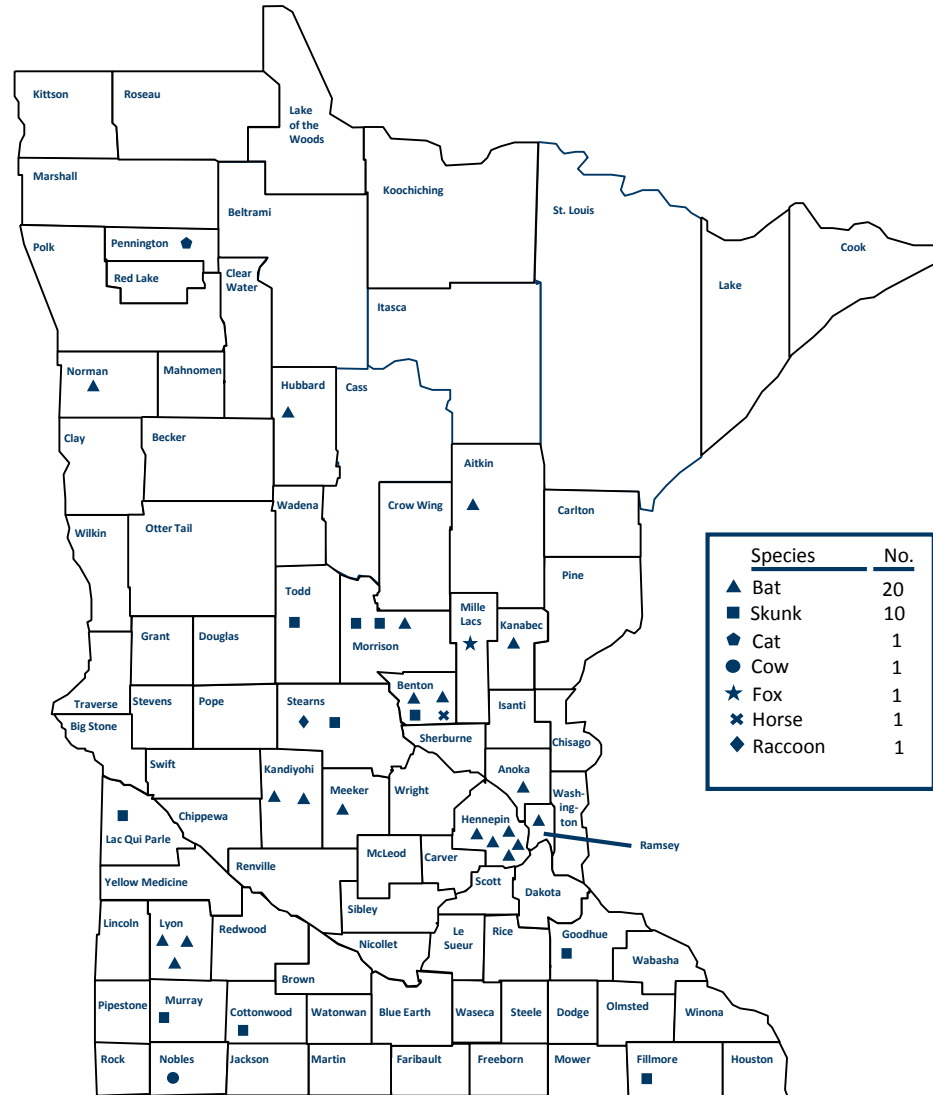 Kittson
Roseau
Lake
of the
Woods
Marshall
Koochiching
Beltrami
St. Louis
Polk
Pennington
Red Lake
Clear
Water
Cook
Lake
Itasca
Norman
Mahnomen
Hubbard
Cass
Clay
Becker
Aitkin
Wadena
Crow Wing
Carlton
Wilkin
Otter Tail
Pine
Todd
Mille
Lacs
Kanabec
Morrison
Grant
Douglas
Benton
Traverse
Stevens
Pope
Stearns
Isanti
Big Stone
Sherburne
Chisago
Swift
Kandiyohi
Anoka
Meeker
Wright
Wash-
ing-
ton
Chippewa
Hennepin
Lac Qui Parle
Ramsey
Renville
McLeod
Carver
Yellow Medicine
Scott
Dakota
Sibley
Lincoln
Lyon
Redwood
Le
Sueur
Rice
Goodhue
Nicollet
Wabasha
Brown
Pipestone
Murray
Cottonwood
Watonwan
Blue Earth
Waseca
Steele
Dodge
Olmsted
Winona
Rock
Nobles
Jackson
Martin
Faribault
Freeborn
Mower
Fillmore
Houston
Species No.
Bat 20
Skunk 10
Cat 1
Cow 1
Fox 1
Horse 1
Raccoon 1